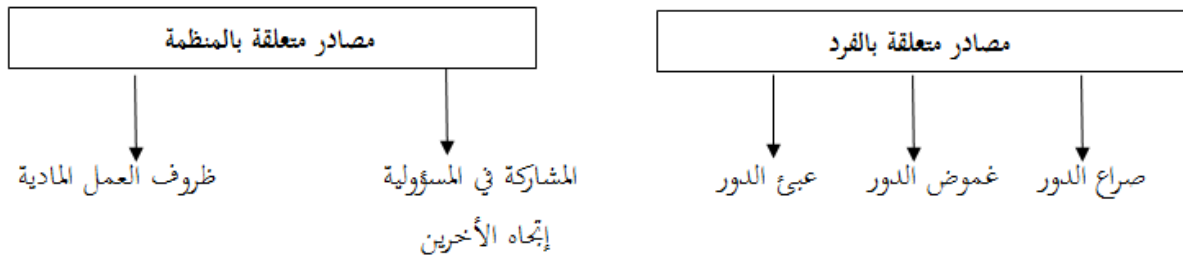 مصادر متعلقة بالفرد
مصادر متعلقة بالمنظمة
صراع الدور
غموض الدور
عبئ الدور
المشاركة في المسؤولية
إتجاه الأخرين
ظروف العمل المادية